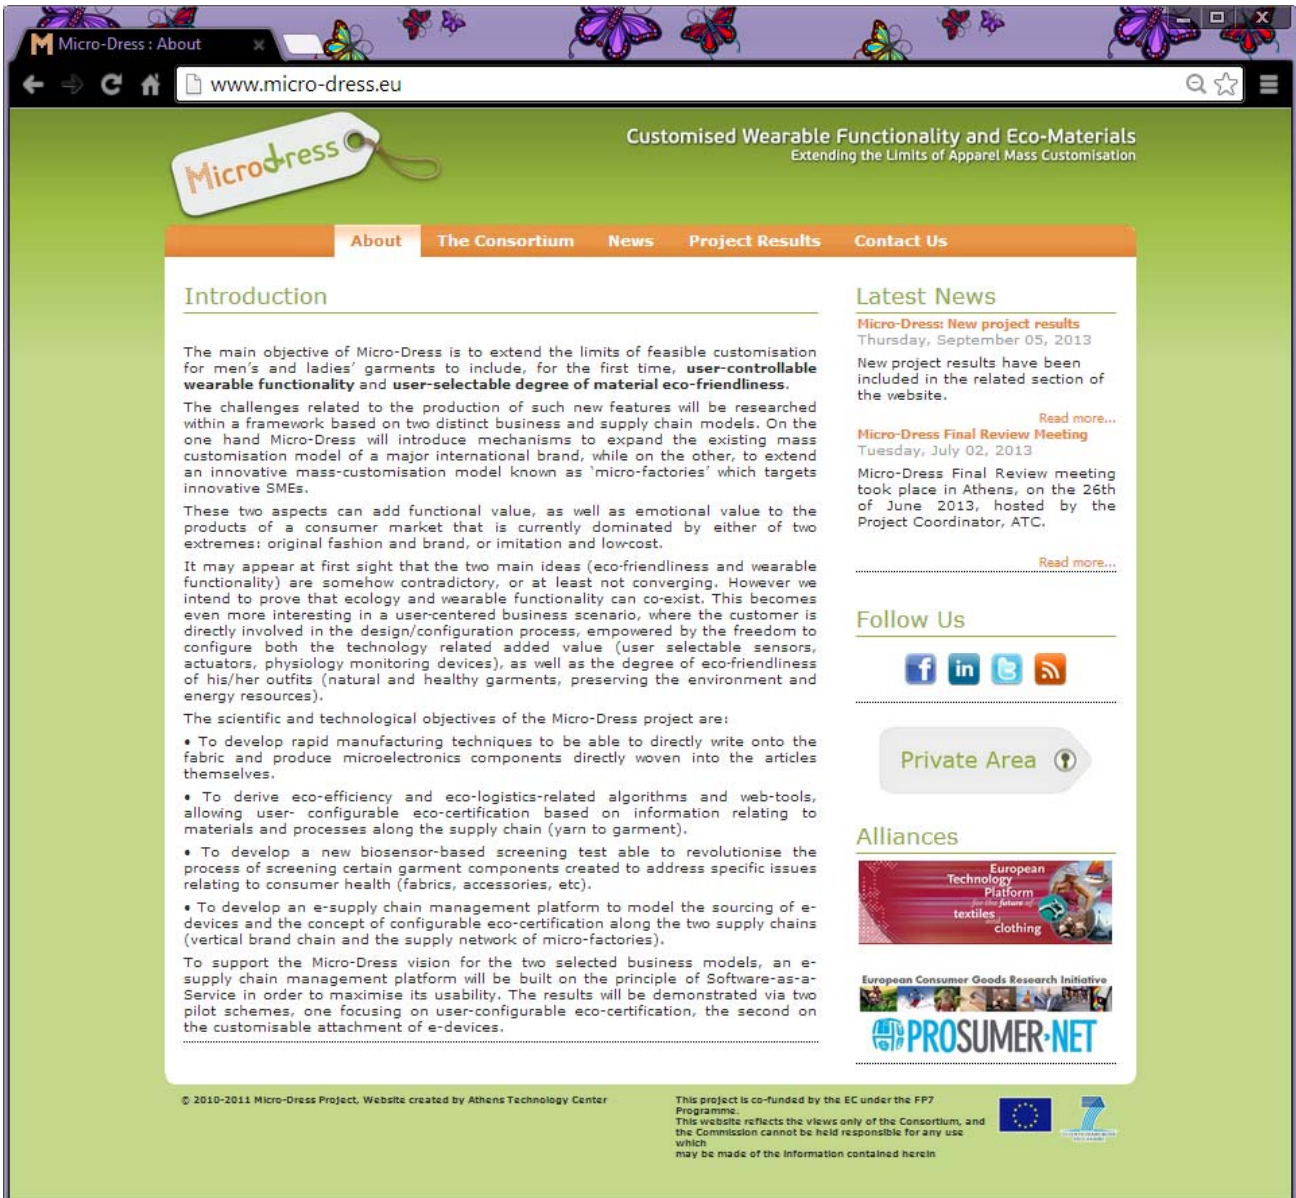 Micro-Dress : About
www.micro-dress.eu
Microdress
Customised Wearable Functionality and Eco-Materials
Extending the Limits of Apparel Mass Customisation
About The Consortium News Project Results Contact Us
Introduction
The main objective of Micro-Dress is to extend the limits of feasible customisation
for men's and ladies' garments to include, for the first time, user-controllable
wearable functionality and user-selectable degree of material eco-friendliness.
The challenges related to the production of such new features will be researched
within a framework based on two distinct business and supply chain models. On the
one hand Micro-Dress will introduce mechanisms to expand the existing mass
customisation model of a major international brand, while on the other, to extend
an innovative mass-customisation model known as 'micro-factories' which targets
innovative SMEs.
These two aspects can add functional value, as well as emotional value to the
products of a consumer market that is currently dominated by either of two
extremes: original fashion and brand, or imitation and low-cost.
It may appear at first sight that the two main ideas (eco-friendliness and wearable
functionality) are somehow contradictory, or at least not converging. However we
intend to prove that ecology and wearable functionality can co-exist. This becomes
even more interesting in a user-centered business scenario, where the customer is
directly involved in the design/configuration process, empowered by the freedom to
configure both the technology related added value (user selectable sensors,
actuators, physiology monitoring devices), as well as the degree of eco-friendliness
of his/her outfits (natural and healthy garments, preserving the environment and
energy resources).
The scientific and technological objectives of the Micro-Dress project are:
• To develop rapid manufacturing techniques to be able to directly write onto the
fabric and produce microelectronics components directly woven into the articles
themselves.
• To derive eco-efficiency and eco-logistics-related algorithms and web-tools,
allowing user- configurable eco-certification based on information relating to
materials and processes along the supply chain (yarn to garment).
• To develop a new biosensor-based screening test able to revolutionise the
process of screening certain garment components created to address specific issues
relating to consumer health (fabrics, accessories, etc).
• To develop an e-supply chain management platform to model the sourcing of e-
devices and the concept of configurable eco-certification along the two supply chains
(vertical brand chain and the supply network of micro-factories).
To support the Micro-Dress vision for the two selected business models, an e-
supply chain management platform will be built on the principle of Software-as-a-
Service in order to maximise its usability. The results will be demonstrated via two
pilot schemes, one focusing on user-configurable eco-certification, the second on
the customisable attachment of e-devices.
Latest News
Micro-Dress: New project results
Thursday, September 05, 2013
New project results have been
included in the related section of
the website.
Read more...
Micro-Dress Final Review Meeting
Tuesday, July 02, 2013
Micro-Dress Final Review meeting
took place in Athens, on the 26th
of June 2013, hosted by the
Project Coordinator, ATC.
Read more...
Follow Us
Private Area
Alliances
European
Technology
Platform
for the future of
textiles
and
clothing
European Consumer Goods Research Initiative
PROSUMER·NET
© 2010-2011 Micro-Dress Project, Website created by Athens Technology Center
This project is co-funded by the EC under the FP7
Programme.
This website reflects the views only of the Consortium, and
the Commission cannot be held responsible for any use
which
may be made of the information contained herein